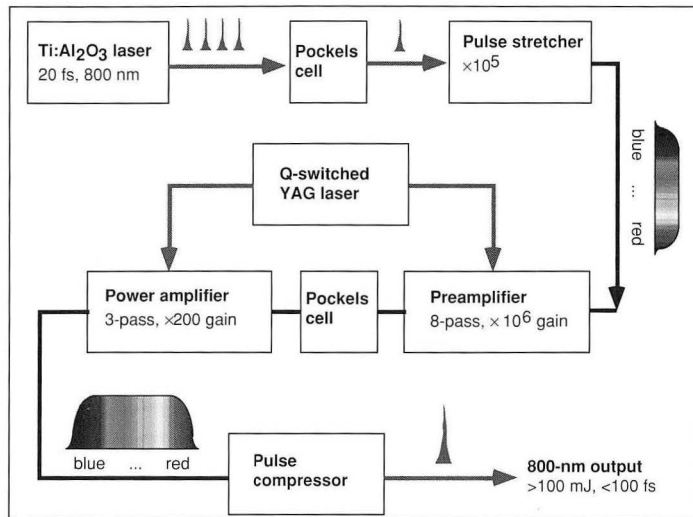 Ti:Al2O3 laser
20 fs, 800 nm
Pockels
cell
Pulse stretcher
×10^5
blue ... red
Q-switched
YAG laser
Power amplifier
3-pass, ×200 gain
Pockels
cell
Preamplifier
8-pass, × 10^6 gain
blue ... red
Pulse
compressor
800-nm output
>100 mJ, <100 fs